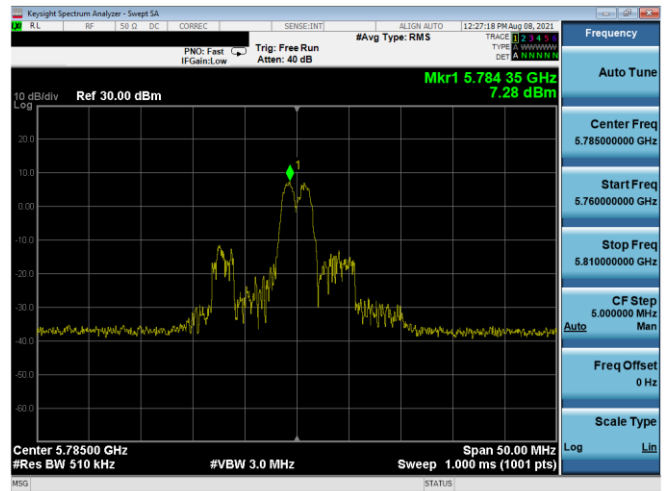 Keysight Spectrum Analyzer - Swept SA
RL RF 50 Ω DC CORREC SENSE:INT ALIGN AUTO 12:27:18 PM Aug 08, 2021
#Avg Type: RMS
TRACE 1 2 3 4 5 6
TYPE A WWWWW
DET A N N N N N
PNO: Fast
IFGain:Low
Trig: Free Run
Atten: 40 dB
Mkr1 5.784 35 GHz
7.28 dBm
10 dB/div
Log
Ref 30.00 dBm
20.0
10.0
0.00
-10.0
-20.0
-30.0
-40.0
-50.0
-60.0
1
Center 5.78500 GHz
Span 50.00 MHz
#Res BW 510 kHz
#VBW 3.0 MHz
Sweep 1.000 ms (1001 pts)
MSG
STATUS
Frequency
Auto Tune
Center Freq
5.785000000 GHz
Start Freq
5.760000000 GHz
Stop Freq
5.810000000 GHz
CF Step
5.000000 MHz
Auto Man
Freq Offset
0 Hz
Scale Type
Log Lin